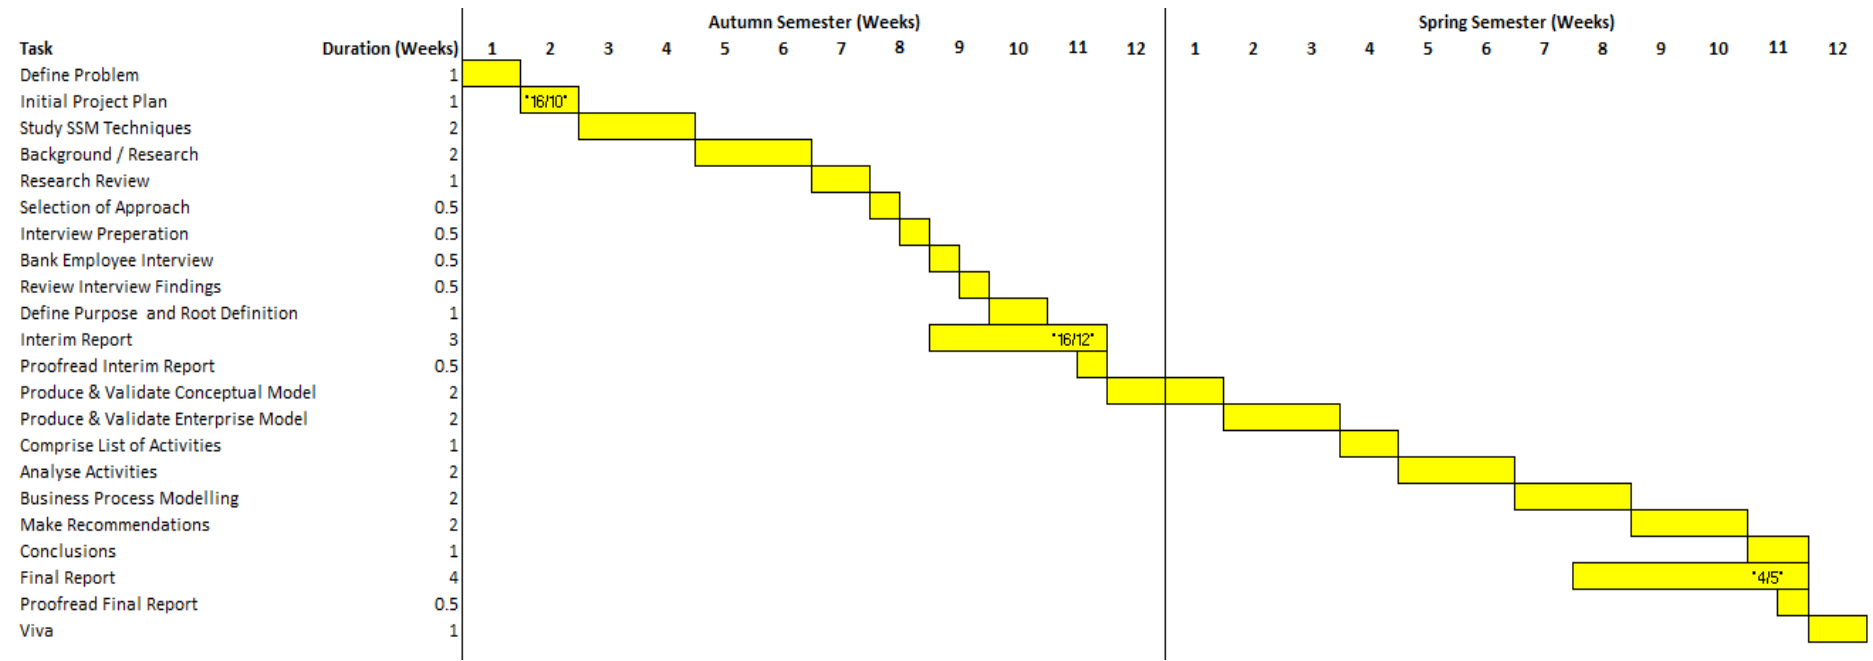 Autumn Semester (Weeks) Spring Semester (Weeks)
Task Duration (Weeks) 1 2 3 4 5 6 7 8 9 10 11 12 1 2 3 4 5 6 7 8 9 10 11 12
Define Problem 1
Initial Project Plan 1 "16/10"
Study SSM Techniques 2
Background / Research 2
Research Review 1
Selection of Approach 0.5
Interview Preperation 0.5
Bank Employee Interview 0.5
Review Interview Findings 0.5
Define Purpose and Root Definition 1
Interim Report 3 "16/12"
Proofread Interim Report 0.5
Produce & Validate Conceptual Model 2
Produce & Validate Enterprise Model 2
Comprise List of Activities 1
Analyse Activities 2
Business Process Modelling 2
Make Recommendations 2
Conclusions 1
Final Report 4 "4/5"
Proofread Final Report 0.5
Viva 1